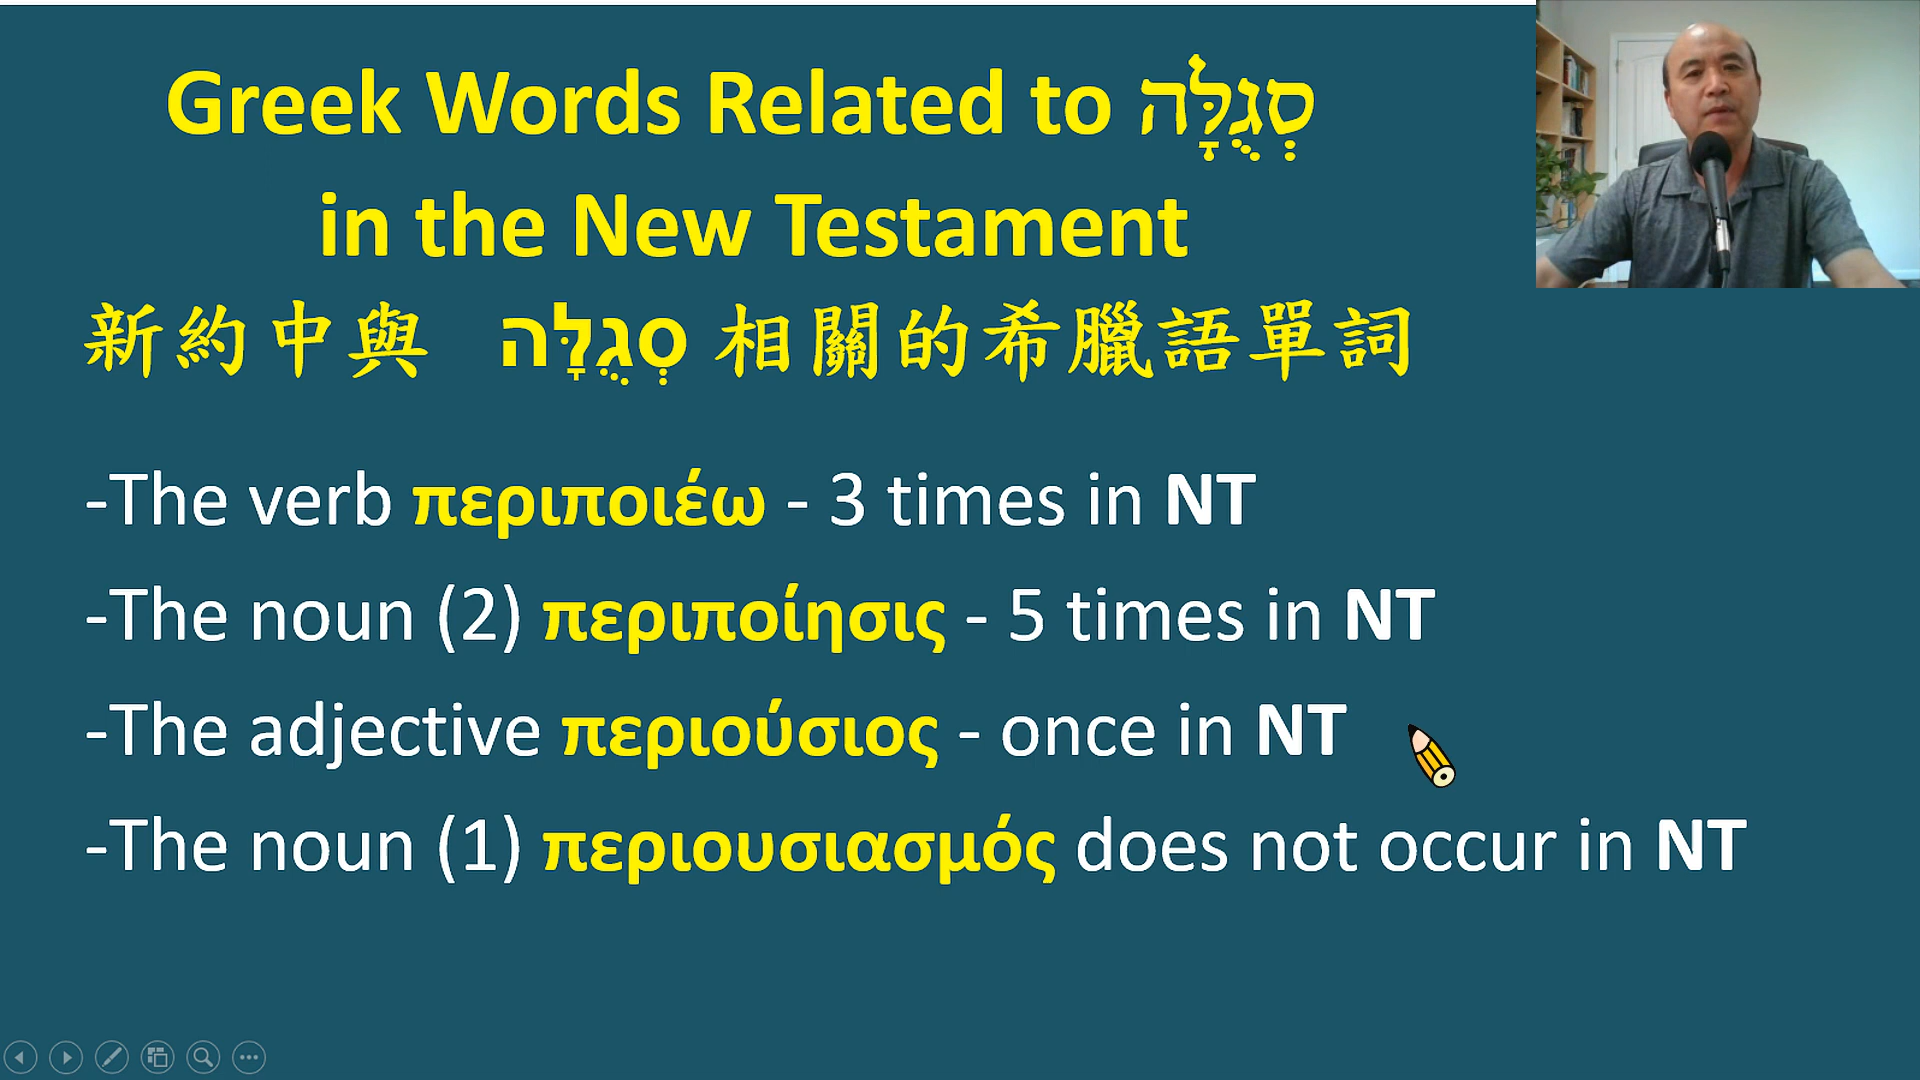 Greek Words Related to סְגֻלָּה
in the New Testament
新約中與 סְגֻלָּה 相關的希臘語單詞
-The verb περιποιέω - 3 times in NT
-The noun (2) περιποίησις - 5 times in NT
-The adjective περιούσιος - once in NT
-The noun (1) περιουσιασμός does not occur in NT